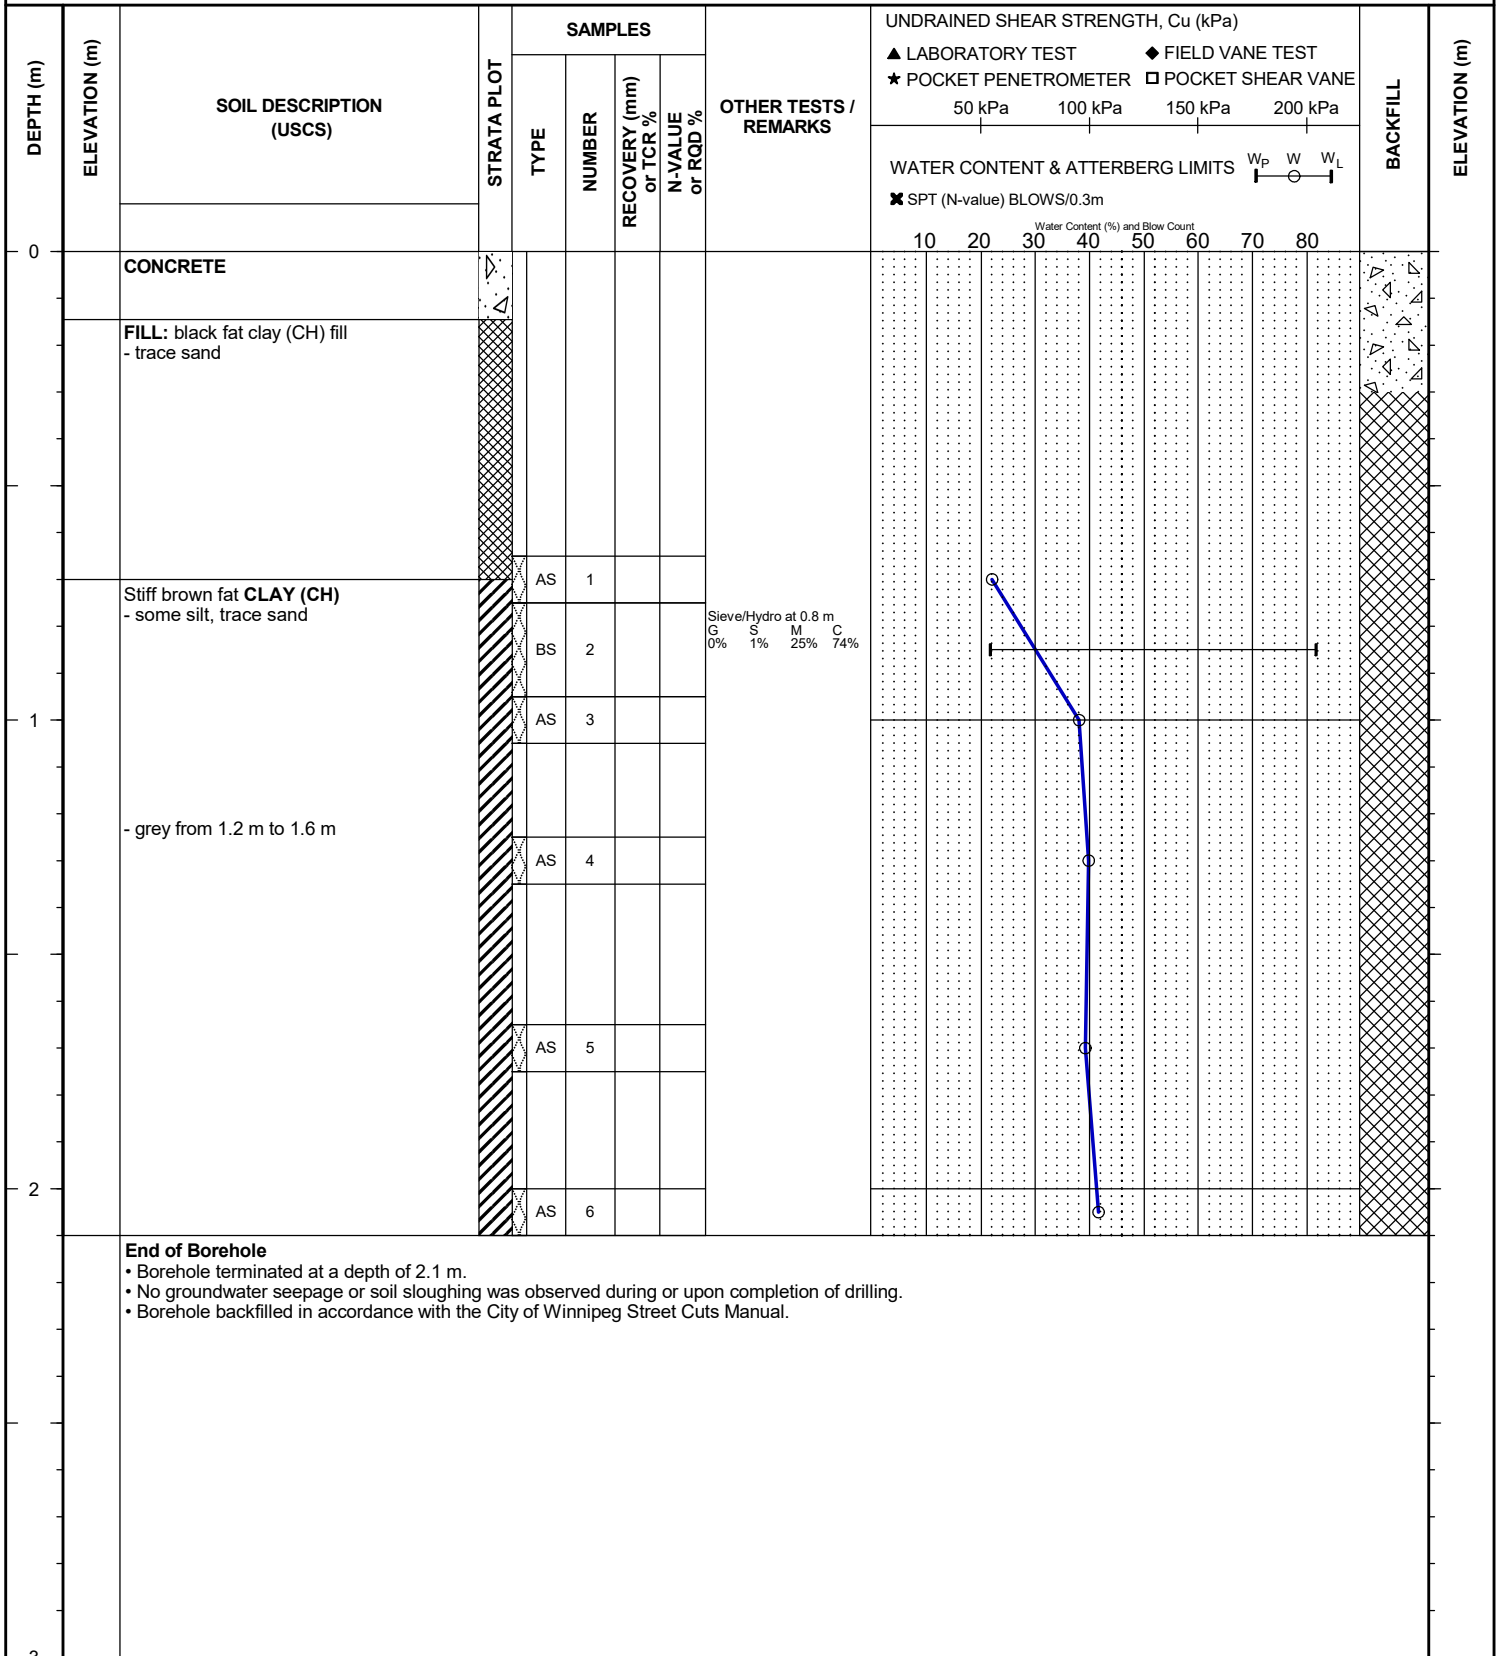 DEPTH (m)
ELEVATION (m)
SOIL DESCRIPTION
(USCS)
STRATA PLOT
SAMPLES
TYPE
NUMBER
RECOVERY (mm)
or TCR %
N-VALUE
or RQD %
OTHER TESTS /
REMARKS
UNDRAINED SHEAR STRENGTH, Cu (kPa)
▲ LABORATORY TEST ◆ FIELD VANE TEST
★ POCKET PENETROMETER □ POCKET SHEAR VANE
50 kPa 100 kPa 150 kPa 200 kPa
WATER CONTENT & ATTERBERG LIMITS WP W WL
✖ SPT (N-value) BLOWS/0.3m
Water Content (%) and Blow Count
10 20 30 40 50 60 70 80
BACKFILL
ELEVATION (m)
0
CONCRETE
FILL: black fat clay (CH) fill
- trace sand
AS 1
Stiff brown fat CLAY (CH)
- some silt, trace sand
Sieve/Hydro at 0.8 m
G S M C
0% 1% 25% 74%
BS 2
1
AS 3
- grey from 1.2 m to 1.6 m
AS 4
AS 5
2
AS 6
End of Borehole
• Borehole terminated at a depth of 2.1 m.
• No groundwater seepage or soil sloughing was observed during or upon completion of drilling.
• Borehole backfilled in accordance with the City of Winnipeg Street Cuts Manual.
3